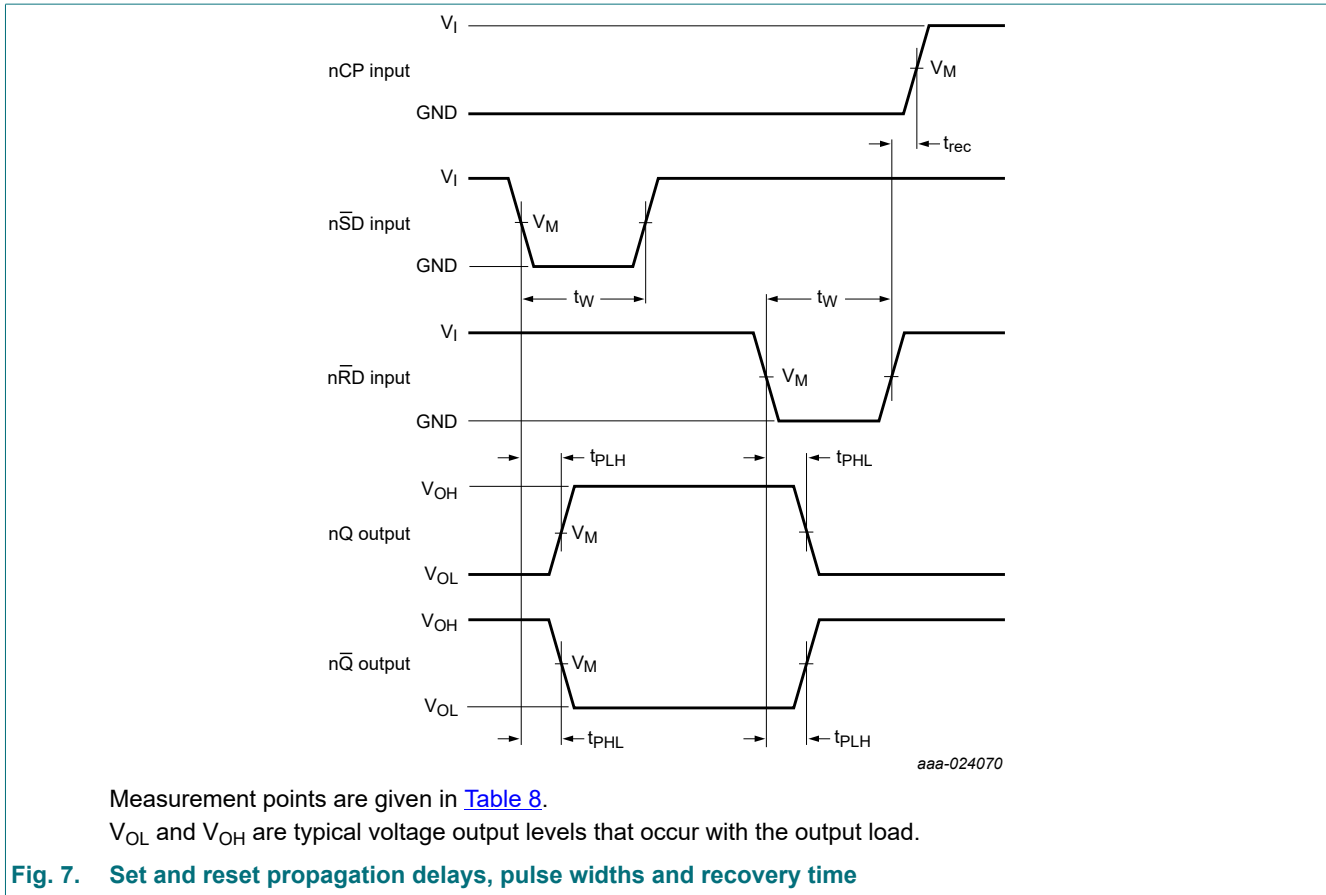 V_I
nCP input
V_M
GND
t_rec
V_I
nS̅D input
V_M
GND
t_W
t_W
V_I
nR̅D input
V_M
GND
t_PLH
t_PHL
V_OH
nQ output
V_M
V_OL
V_OH
nQ̅ output
V_M
V_OL
t_PHL
t_PLH
aaa-024070
Measurement points are given in Table 8.
V_OL and V_OH are typical voltage output levels that occur with the output load.
Fig. 7. Set and reset propagation delays, pulse widths and recovery time